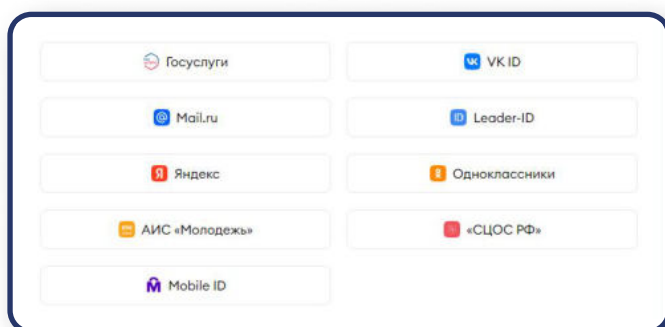 Госуслуги
VK ID
Mail.ru
Leader-ID
Яндекс
Одноклассники
АИС «Молодежь»
«СЦОС РФ»
Mobile ID